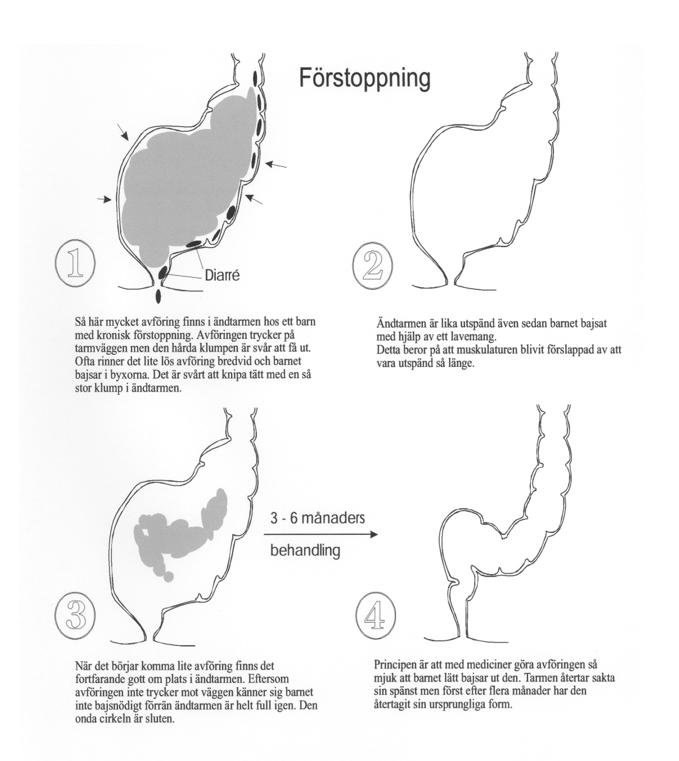 Förstoppning
Diarré
1
Så här mycket avföring finns i ändtarmen hos ett barn
med kronisk förstoppning. Avföringen trycker på
tarmväggen men den hårda klumpen är svår att få ut.
Ofta rinner det lite lös avföring bredvid och barnet
bajsar i byxorna. Det är svårt att knipa tätt med en så
stor klump i ändtarmen.
2
Ändtarmen är lika utspänd även sedan barnet bajsat
med hjälp av ett lavemang.
Detta beror på att muskulaturen blivit förslappad av att
vara utspänd så länge.
3 - 6 månaders
behandling
3
När det börjar komma lite avföring finns det
fortfarande gott om plats i ändtarmen. Eftersom
avföringen inte trycker mot väggen känner sig barnet
inte bajsnödigt förrän ändtarmen är helt full igen. Den
onda cirkeln är sluten.
4
Principen är att med mediciner göra avföringen så
mjuk att barnet lätt bajsar ut den. Tarmen återtar sakta
sin spänst men först efter flera månader har den
återtagit sin ursprungliga form.